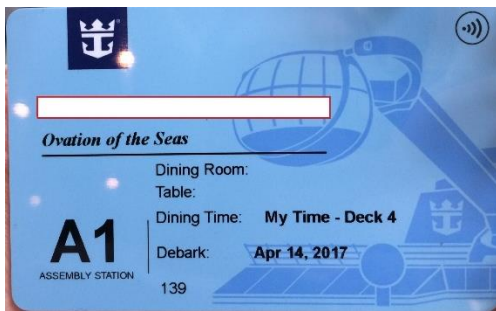 Ovation of the Seas
Dining Room:
Table:
Dining Time: My Time - Deck 4
A1
Debark: Apr 14, 2017
ASSEMBLY STATION
139